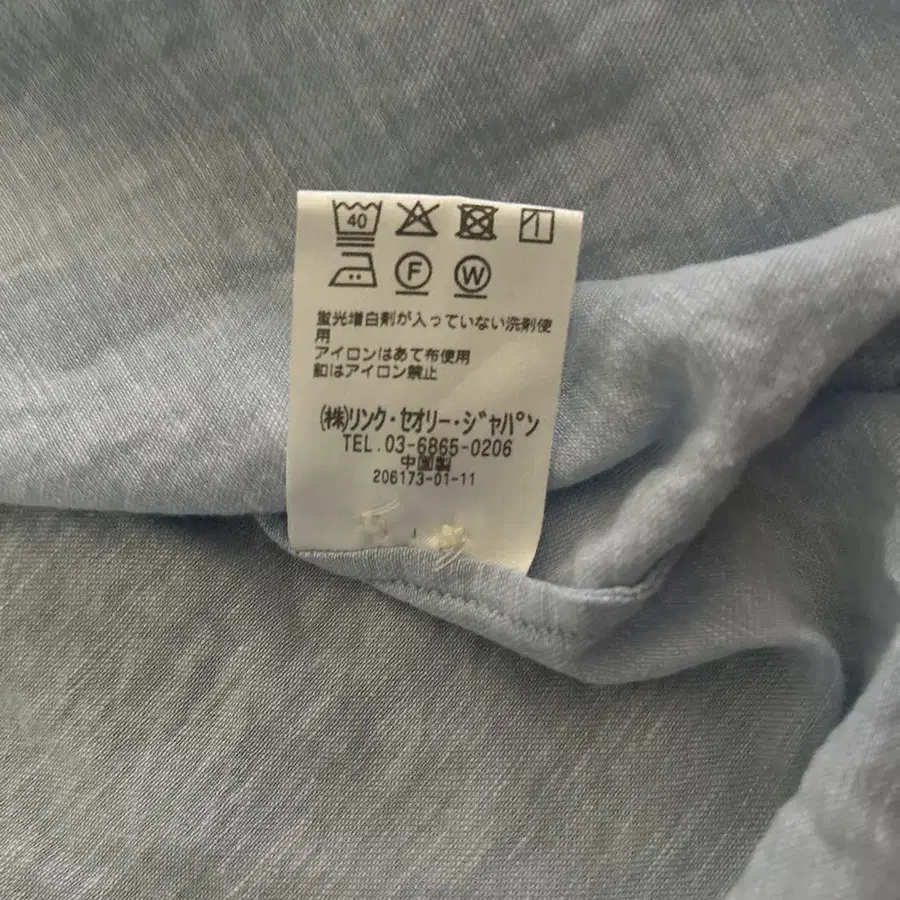 40
F W
蛍光増白剤が入っていない洗剤使
用
アイロンはあて布使用
釦はアイロン禁止
(株)リンク・セオリー・ジャパン
TEL.03-6865-0206
中国製
206173-01-11